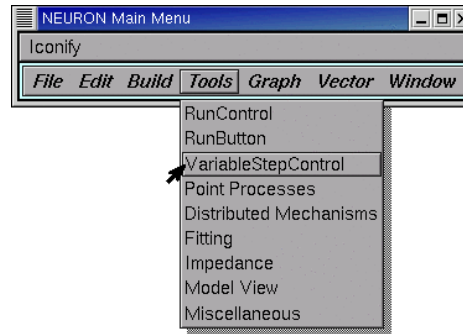 NEURON Main Menu
Iconify
File Edit Build Tools Graph Vector Window
RunControl
RunButton
VariableStepControl
Point Processes
Distributed Mechanisms
Fitting
Impedance
Model View
Miscellaneous